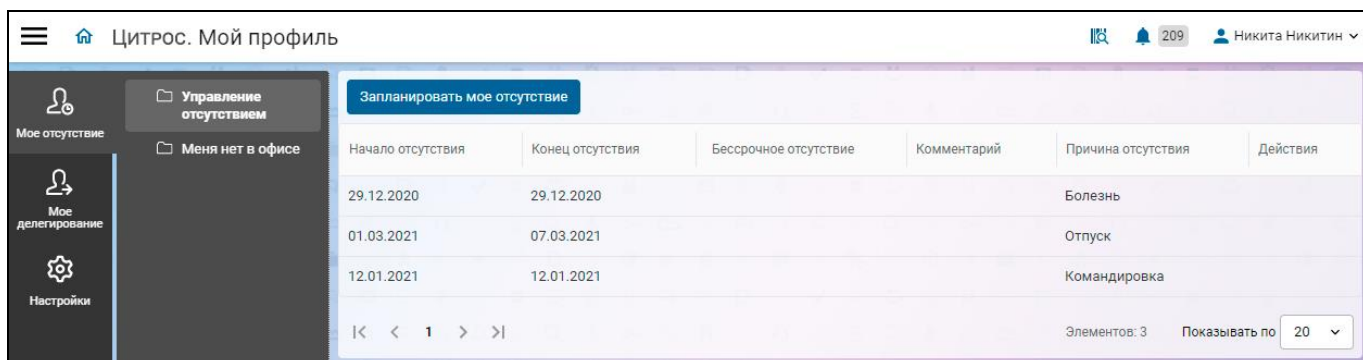 Цитрос. Мой профиль
209
Никита Никитин
Мое отсутствие
Мое
делегирование
Настройки
Управление
отсутствием
Меня нет в офисе
Запланировать мое отсутствие
Начало отсутствия Конец отсутствия Бессрочное отсутствие Комментарий Причина отсутствия Действия
29.12.2020 29.12.2020 Болезнь
01.03.2021 07.03.2021 Отпуск
12.01.2021 12.01.2021 Командировка
1
Элементов: 3 Показывать по 20